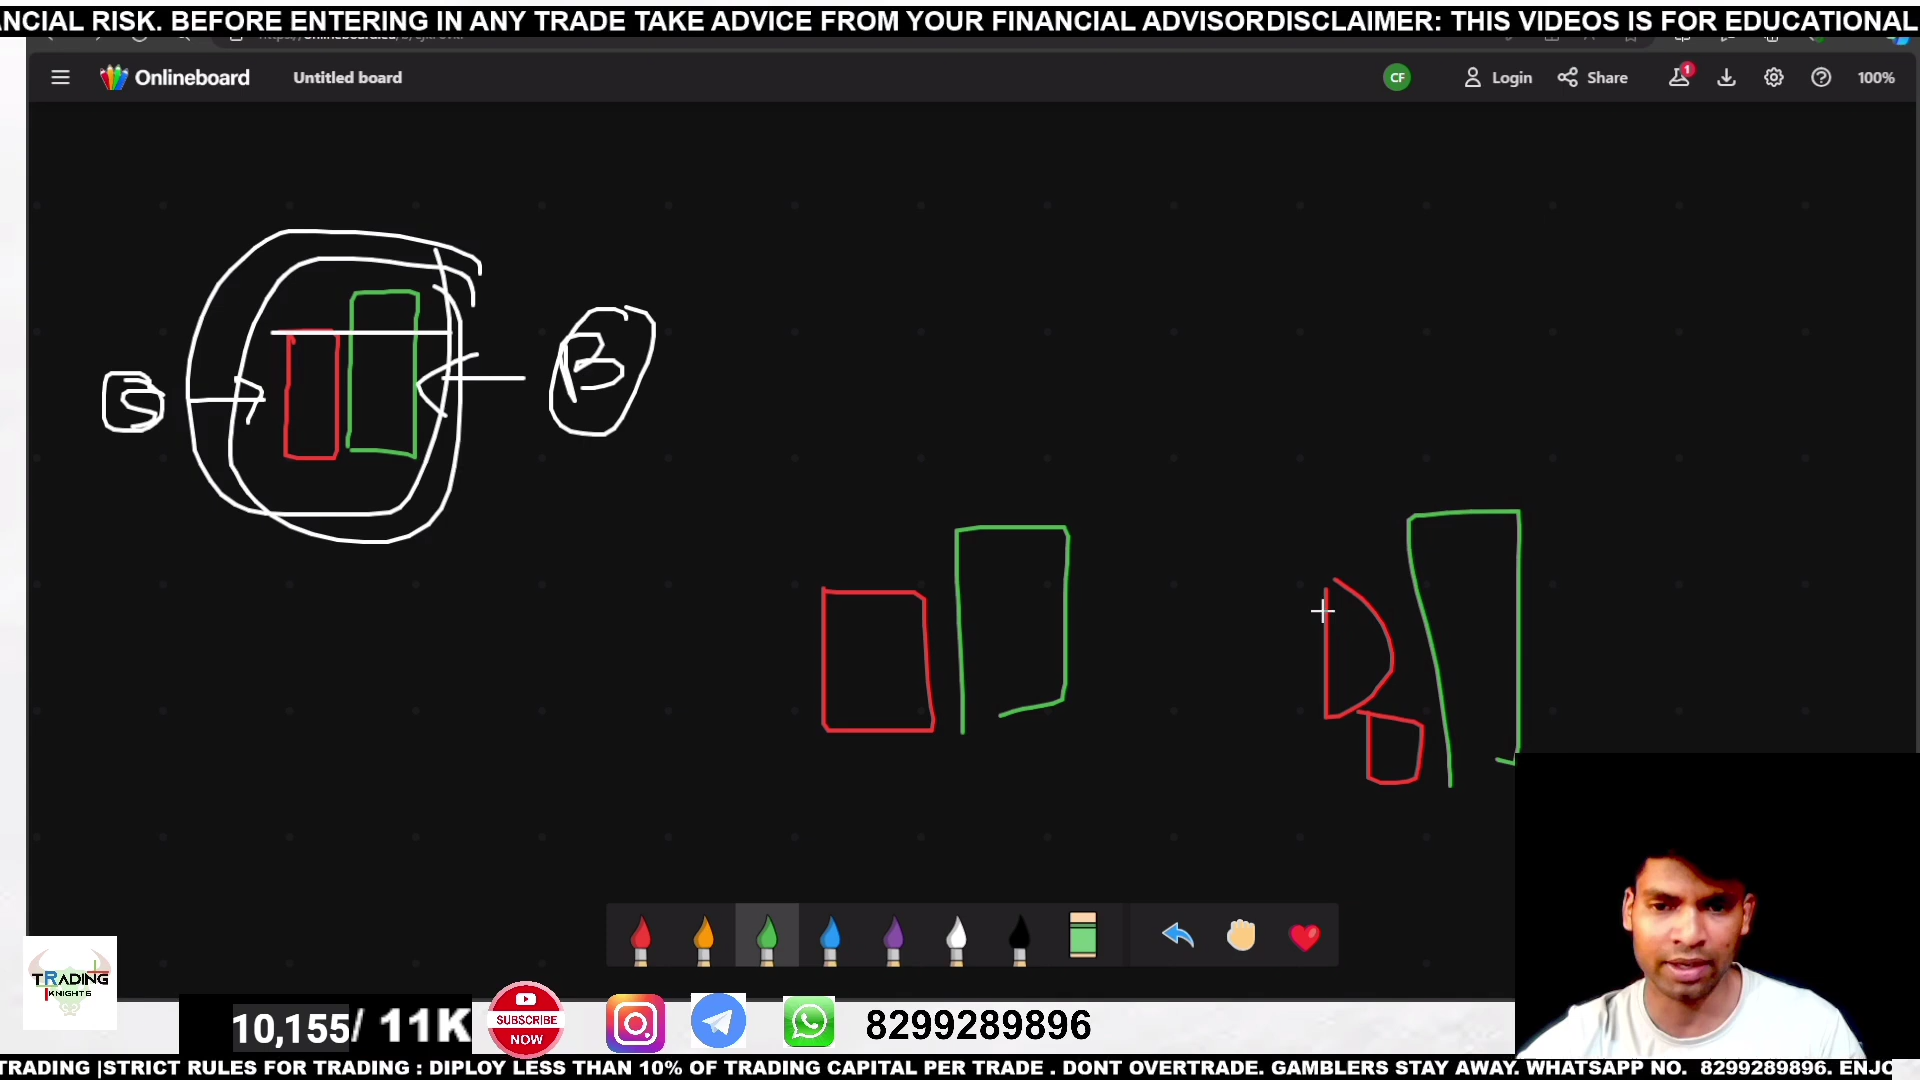 ANCIAL RISK. BEFORE ENTERING IN ANY TRADE TAKE ADVICE FROM YOUR FINANCIAL ADVISORDISCLAIMER: THIS VIDEOS IS FOR EDUCATIONAL
Onlineboard
Untitled board
CF
Login
Share
1
100%
S
B
TRADING
KNIGHTS
10,155/ 11K
SUBSCRIBE
NOW
8299289896
TRADING |STRICT RULES FOR TRADING : DIPLOY LESS THAN 10% OF TRADING CAPITAL PER TRADE . DONT OVERTRADE. GAMBLERS STAY AWAY. WHATSAPP NO. 8299289896. ENJO